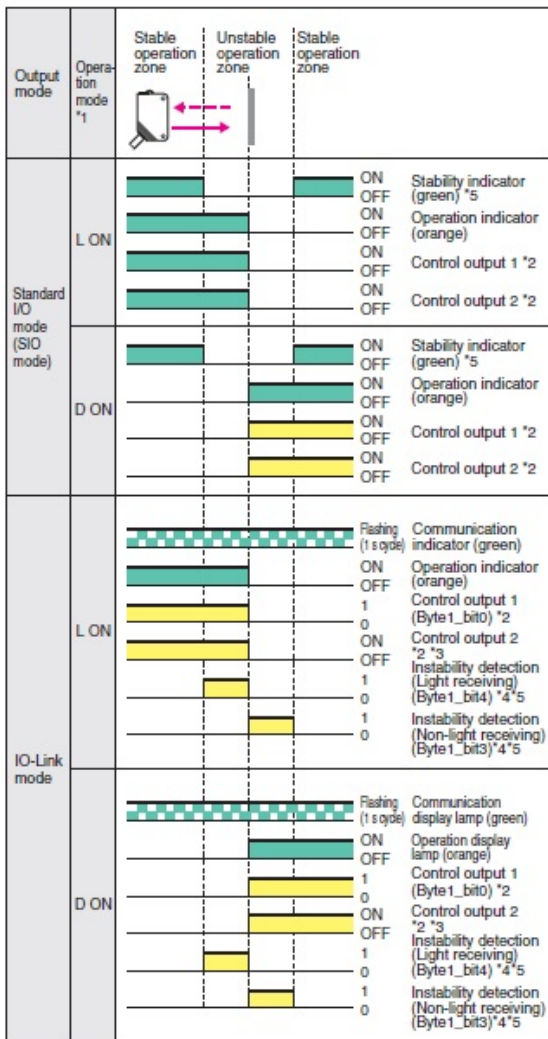 Output
mode
Opera-
tion
mode
*1
Stable
operation
zone
Unstable
operation
zone
Stable
operation
zone
Standard
I/O
mode
(SIO
mode)
L ON
ON
OFF
Stability indicator
(green) *5
ON
OFF
Operation indicator
(orange)
ON
OFF
Control output 1 *2
ON
OFF
Control output 2 *2
D ON
ON
OFF
Stability indicator
(green) *5
ON
OFF
Operation indicator
(orange)
ON
OFF
Control output 1 *2
ON
OFF
Control output 2 *2
IO-Link
mode
L ON
Flashing
(1 s cycle)
Communication
indicator (green)
ON
OFF
Operation indicator
(orange)
1
0
Control output 1
(Byte1_bit0) *2
ON
OFF
Control output 2
*2 *3
1
0
Instability detection
(Light receiving)
(Byte1_bit4) *4*5
1
0
Instability detection
(Non-light receiving)
(Byte1_bit3)*4*5
D ON
Flashing
(1 s cycle)
Communication
display lamp (green)
ON
OFF
Operation display
lamp (orange)
1
0
Control output 1
(Byte1_bit0) *2
ON
OFF
Control output 2
*2 *3
1
0
Instability detection
(Light receiving)
(Byte1_bit4) *4*5
1
0
Instability detection
(Non-light receiving)
(Byte1_bit3)*4*5